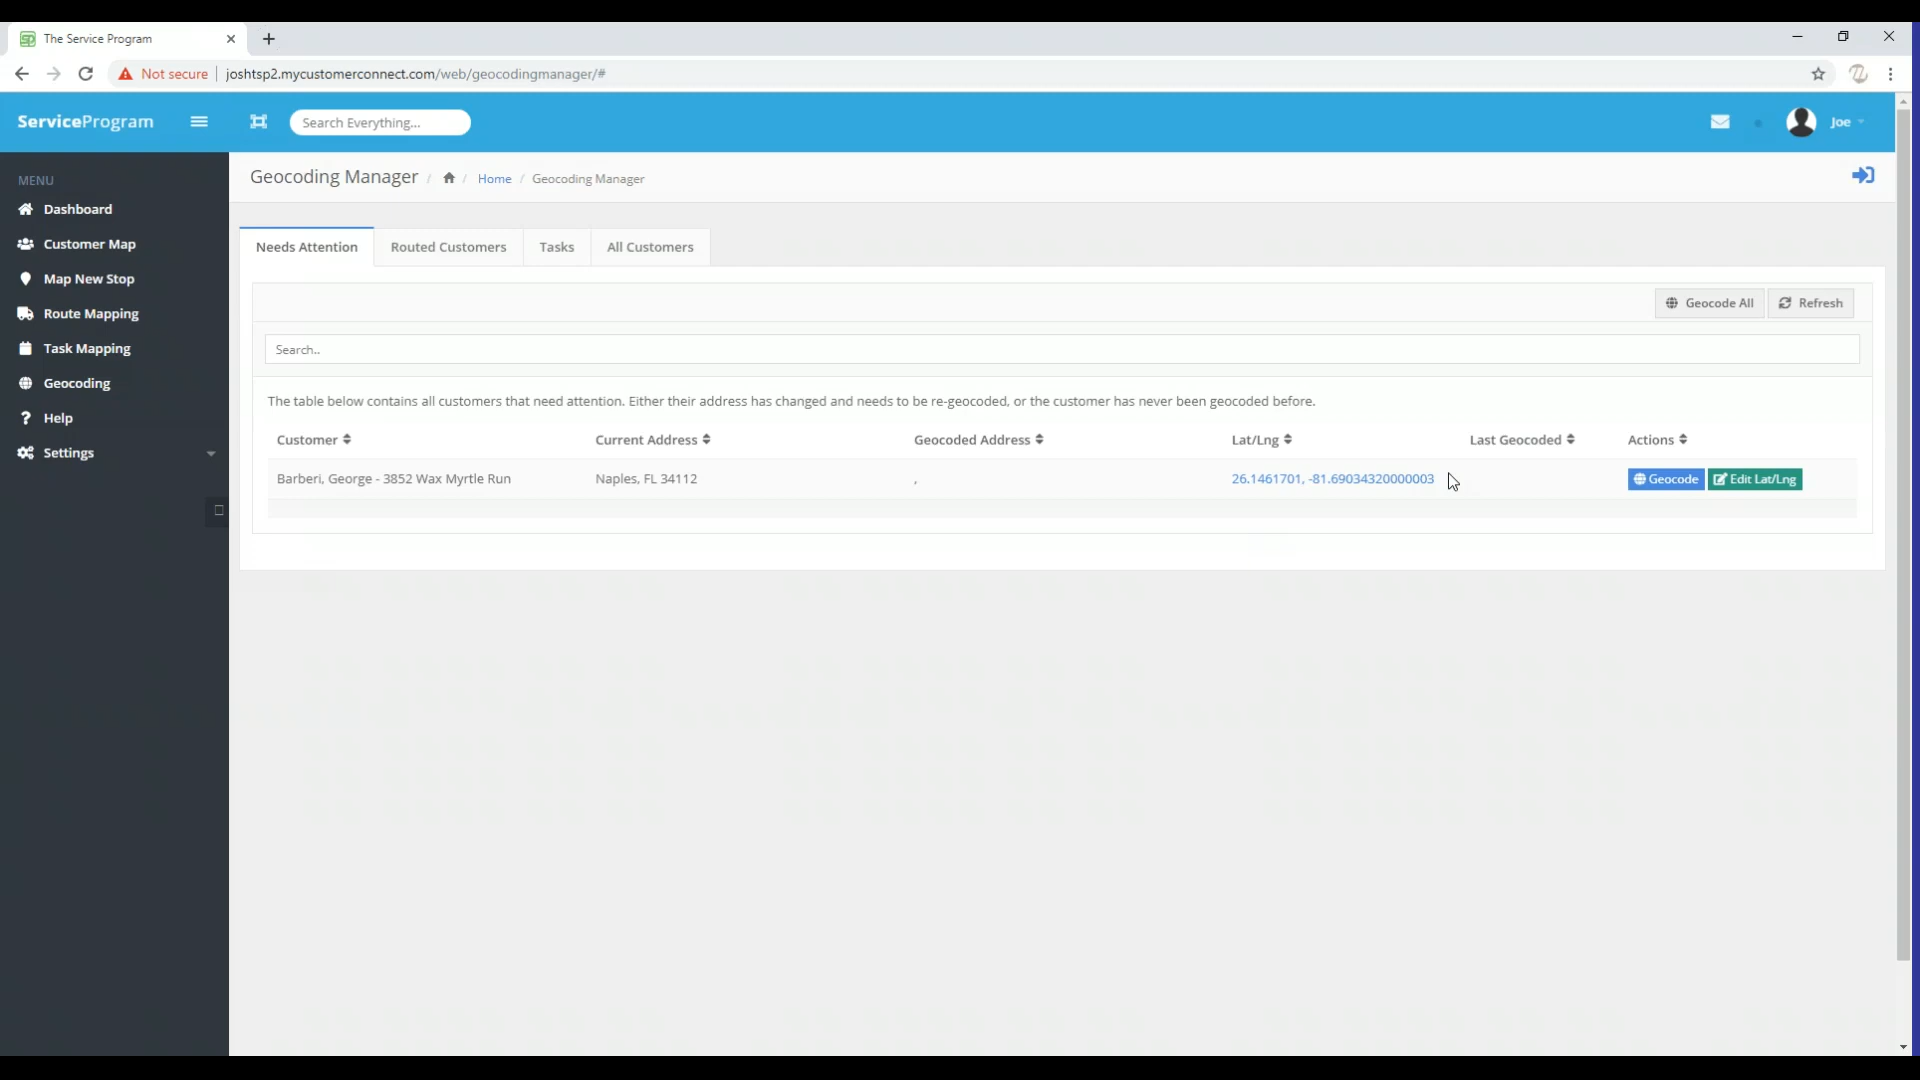 The Service Program
Not secure joshtsp2.mycustomerconnect.com/web/geocodingmanager/#
ServiceProgram Search Everything... Joe
Geocoding Manager / / Home / Geocoding Manager
MENU
Dashboard
Customer Map
Map New Stop
Route Mapping
Task Mapping
Geocoding
Help
Settings
Needs Attention Routed Customers Tasks All Customers
Geocode All Refresh
Search..
The table below contains all customers that need attention. Either their address has changed and needs to be re-geocoded, or the customer has never been geocoded before.
Customer Current Address Geocoded Address Lat/Lng Last Geocoded Actions
Barberi, George - 3852 Wax Myrtle Run Naples, FL 34112 , 26.1461701, -81.69034320000003 Geocode Edit Lat/Lng